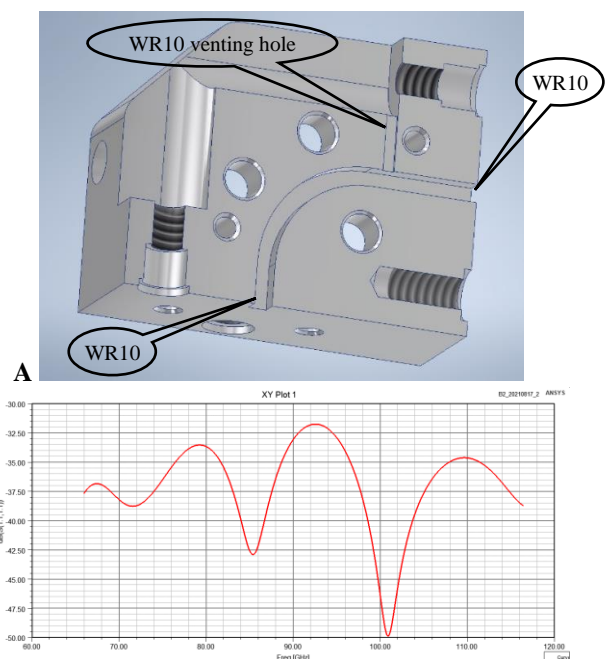 WR10 venting hole
WR10
WR10
A
XY Plot 1
B2_20210817_2 ANSYS
-30.00
-32.50
-35.00
-37.50
-40.00
-42.50
-45.00
-47.50
-50.00
60.00 70.00 80.00 90.00 100.00 110.00 120.00
Freq [GHz]